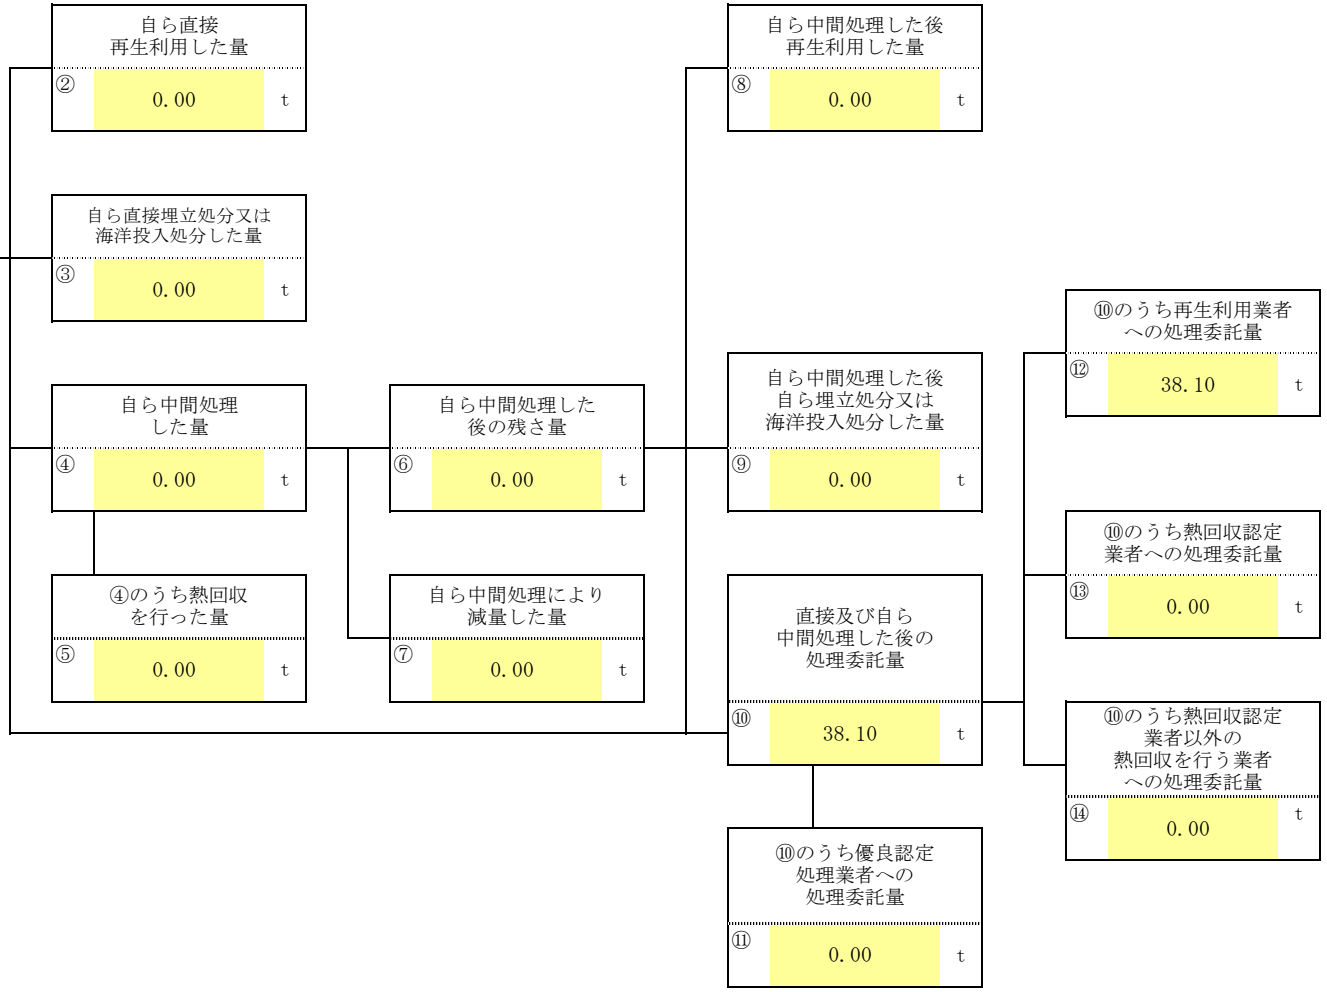 自ら直接
再生利用した量
② 0.00 t
自ら直接埋立処分又は
海洋投入処分した量
③ 0.00 t
自ら中間処理
した量
④ 0.00 t
④のうち熱回収
を行った量
⑤ 0.00 t
自ら中間処理した
後の残さ量
⑥ 0.00 t
自ら中間処理により
減量した量
⑦ 0.00 t
自ら中間処理した後
再生利用した量
⑧ 0.00 t
自ら中間処理した後
自ら埋立処分又は
海洋投入処分した量
⑨ 0.00 t
直接及び自ら
中間処理した後の
処理委託量
⑩ 38.10 t
⑩のうち優良認定
処理業者への
処理委託量
⑪ 0.00 t
⑩のうち再生利用業者
への処理委託量
⑫ 38.10 t
⑩のうち熱回収認定
業者への処理委託量
⑬ 0.00 t
⑩のうち熱回収認定
業者以外の
熱回収を行う業者
への処理委託量
⑭ 0.00 t